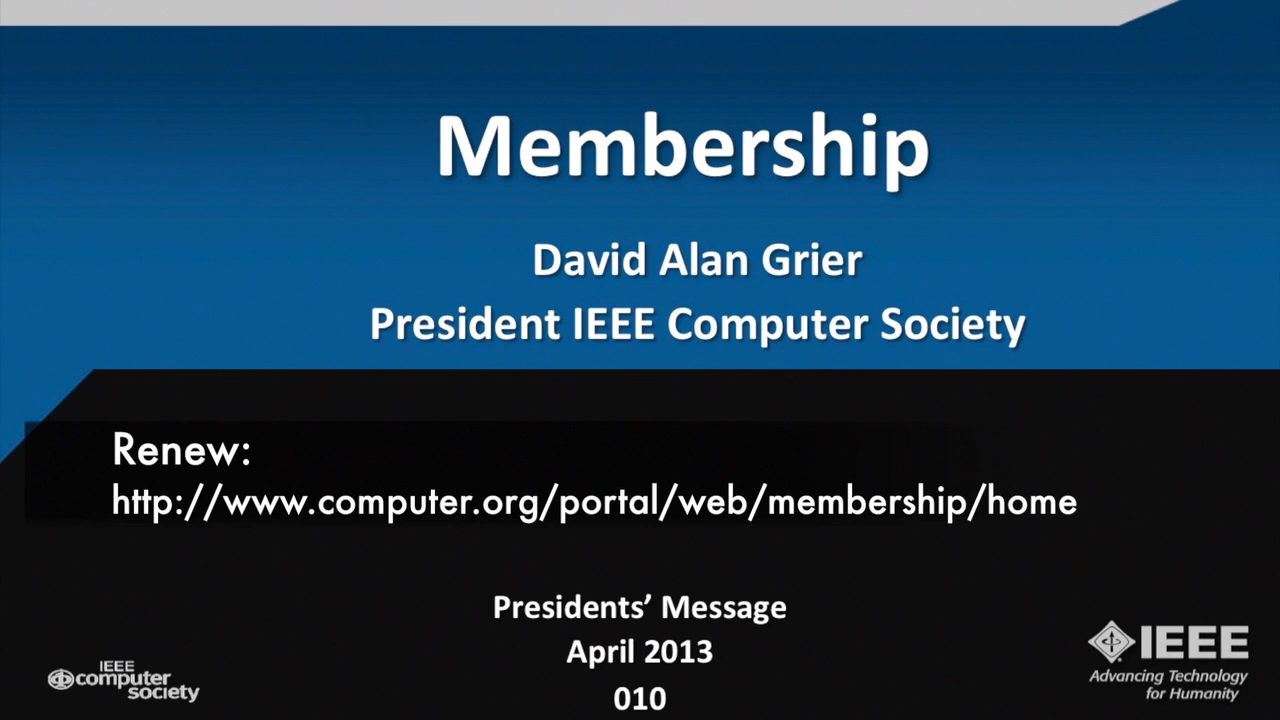 Membership
David Alan Grier
President IEEE Computer Society
Renew:
http://www.computer.org/portal/web/membership/home
Presidents’ Message
April 2013
010
IEEE
computer
society
IEEE
Advancing Technology
for Humanity